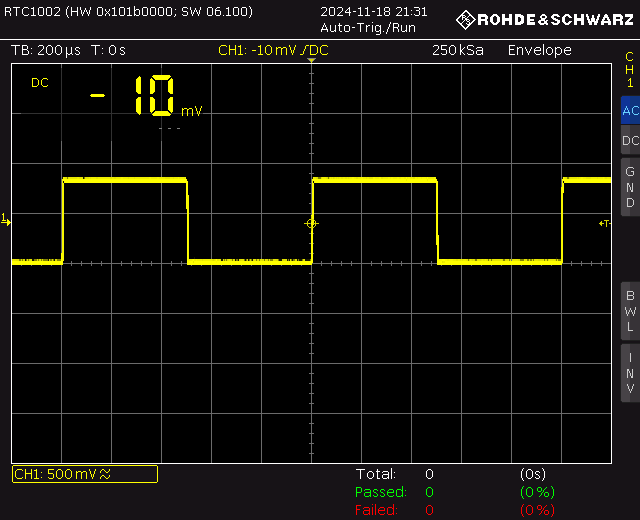 RTC1002 (HW 0x101b0000; SW 06.100)
2024-11-18 21:31
Auto-Trig./Run
ROHDE&SCHWARZ
TB: 200µs T: 0s
CH1: -10mV / DC
250kSa
Envelope
CH1
DC
- 10 mV
---
AC
DC
GND
1
T
BWL
INV
CH1: 500mV
Total: 0 (0s)
Passed: 0 (0%)
Failed: 0 (0%)